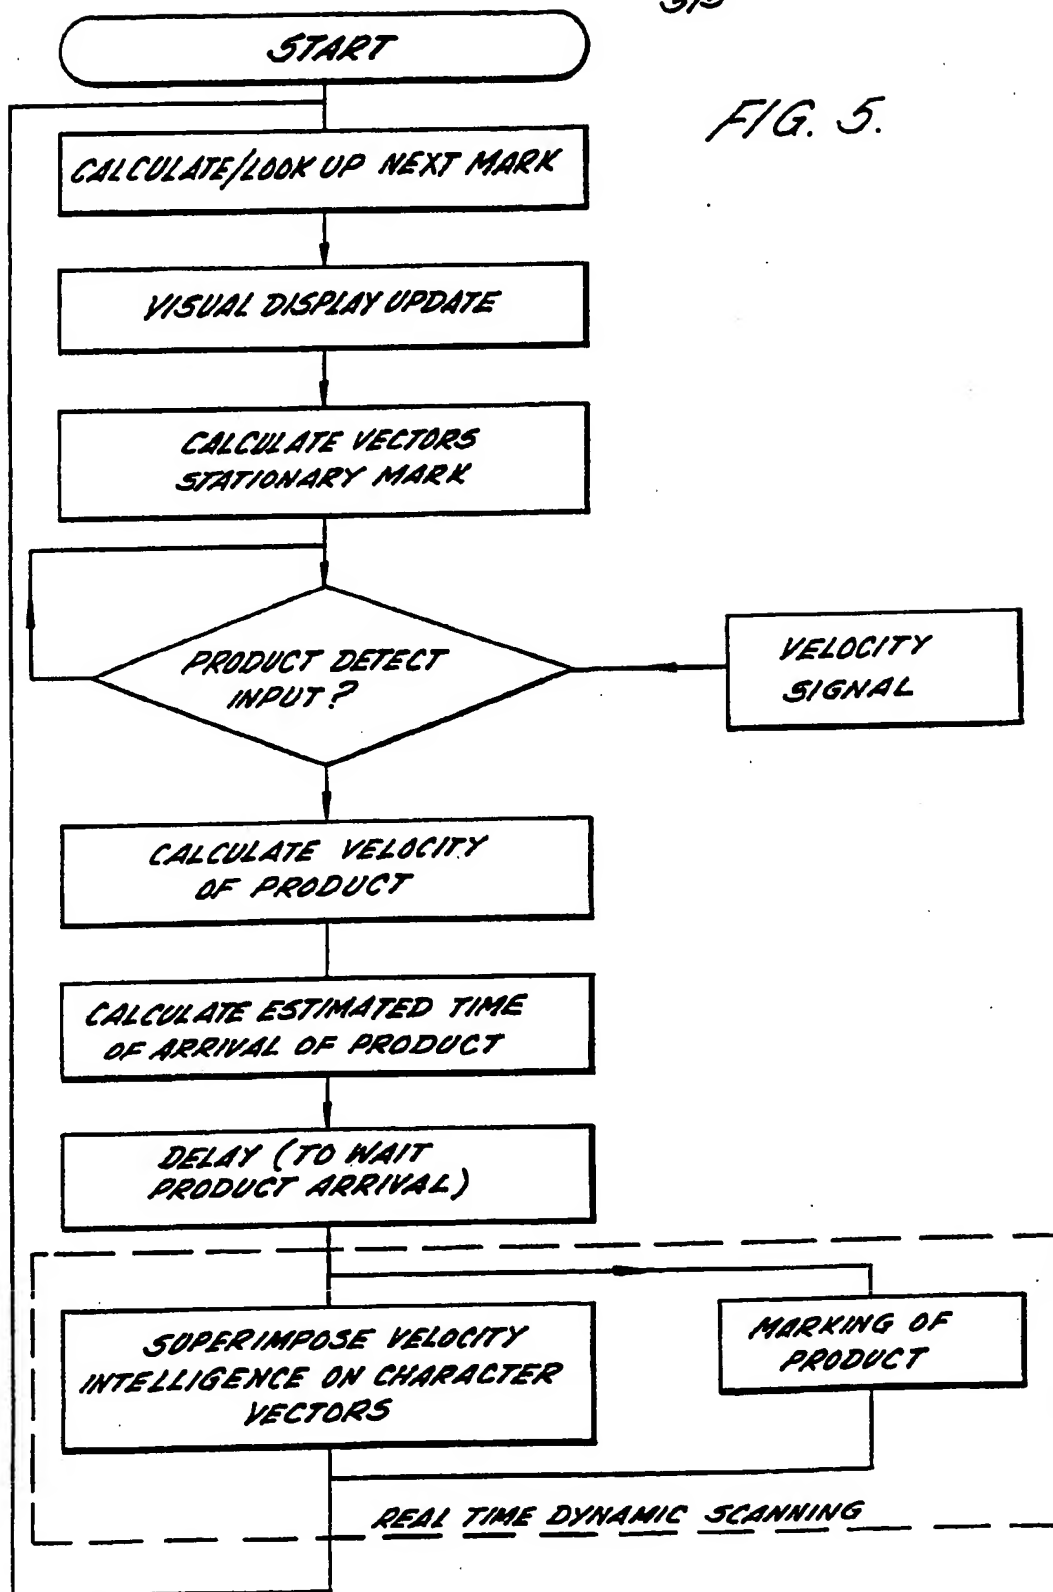 START
FIG. 5.
CALCULATE/LOOK UP NEXT MARK
VISUAL DISPLAY UPDATE
CALCULATE VECTORS
STATIONARY MARK
PRODUCT DETECT
INPUT?
VELOCITY
SIGNAL
CALCULATE VELOCITY
OF PRODUCT
CALCULATE ESTIMATED TIME
OF ARRIVAL OF PRODUCT
DELAY (TO WAIT
PRODUCT ARRIVAL)
SUPERIMPOSE VELOCITY
INTELLIGENCE ON CHARACTER
VECTORS
MARKING OF
PRODUCT
REAL TIME DYNAMIC SCANNING